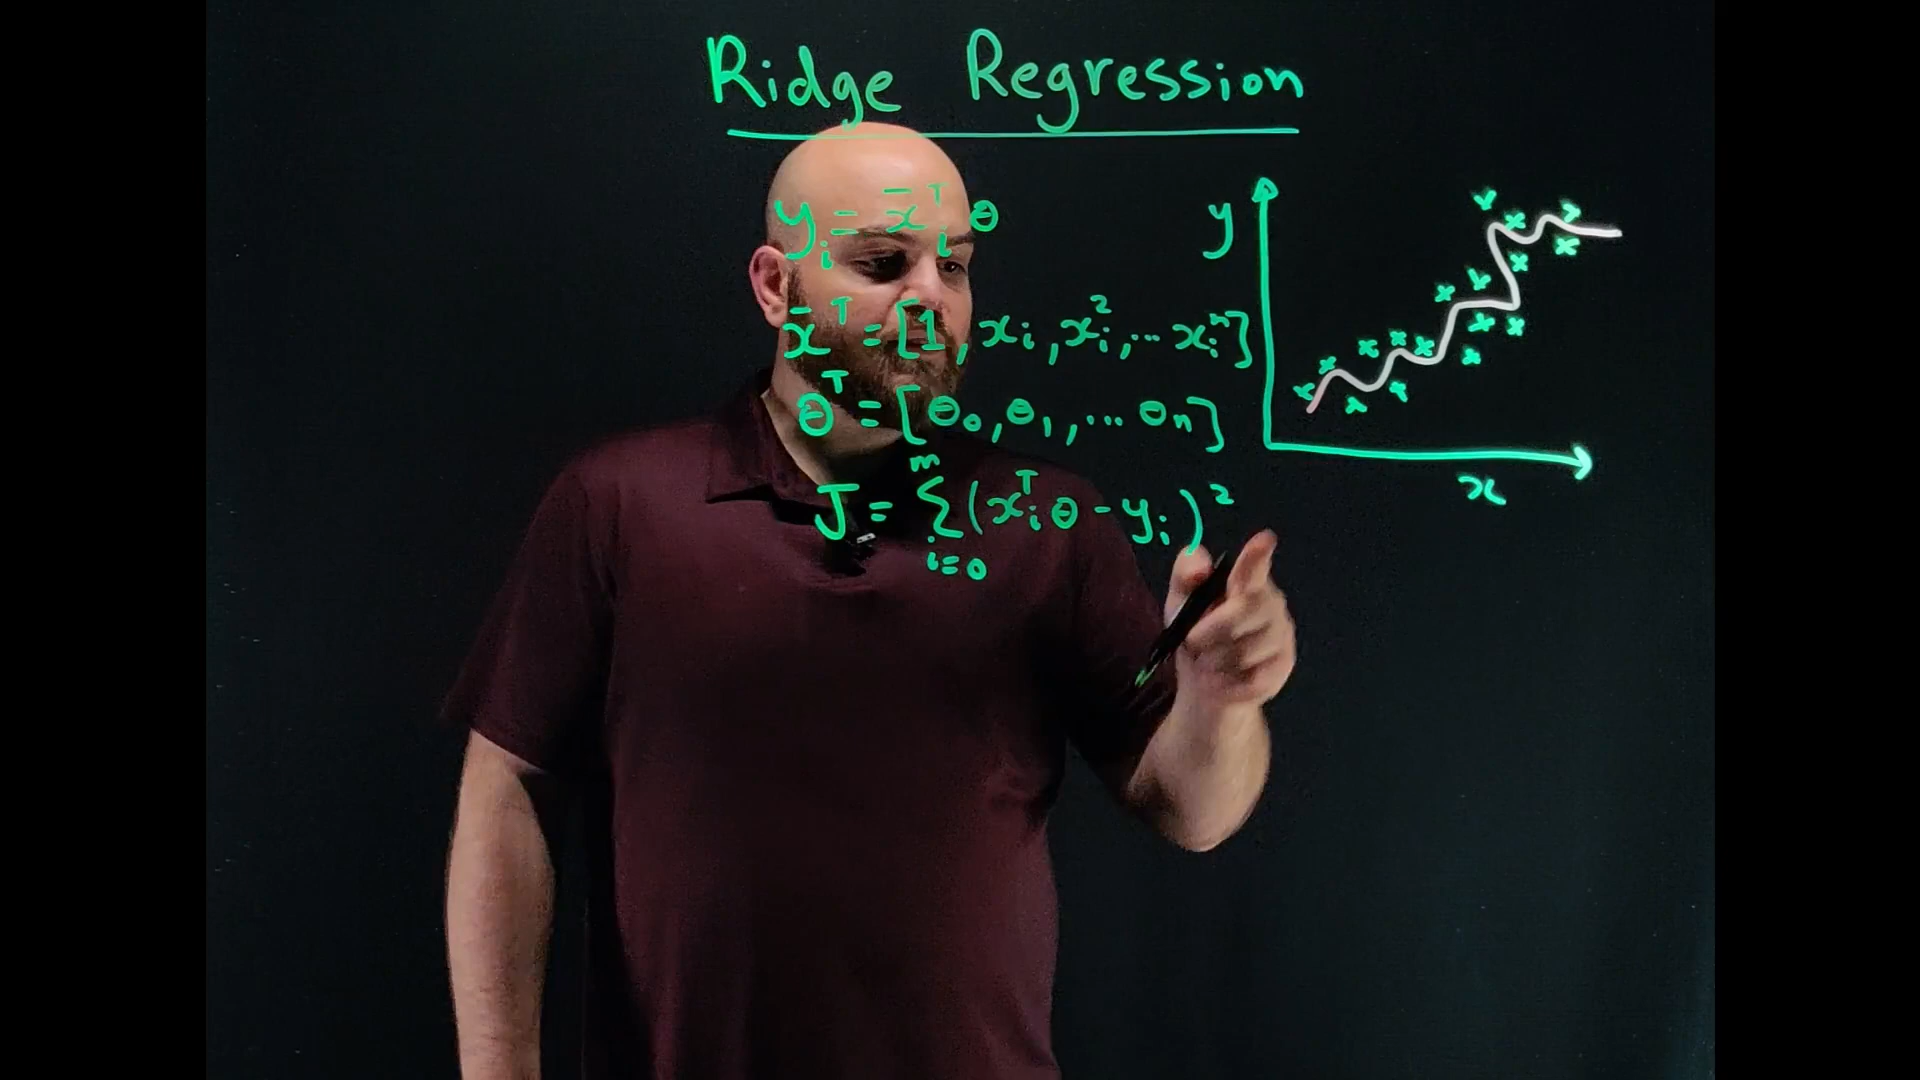 Ridge Regression
y_i = x̄_i^T θ
x̄^T = [1, x_i, x_i^2, ... x_i^n]
θ^T = [θ_0, θ_1, ... θ_n]
J = Σ_{i=0}^{m} (x_i^T θ - y_i)^2
y
x